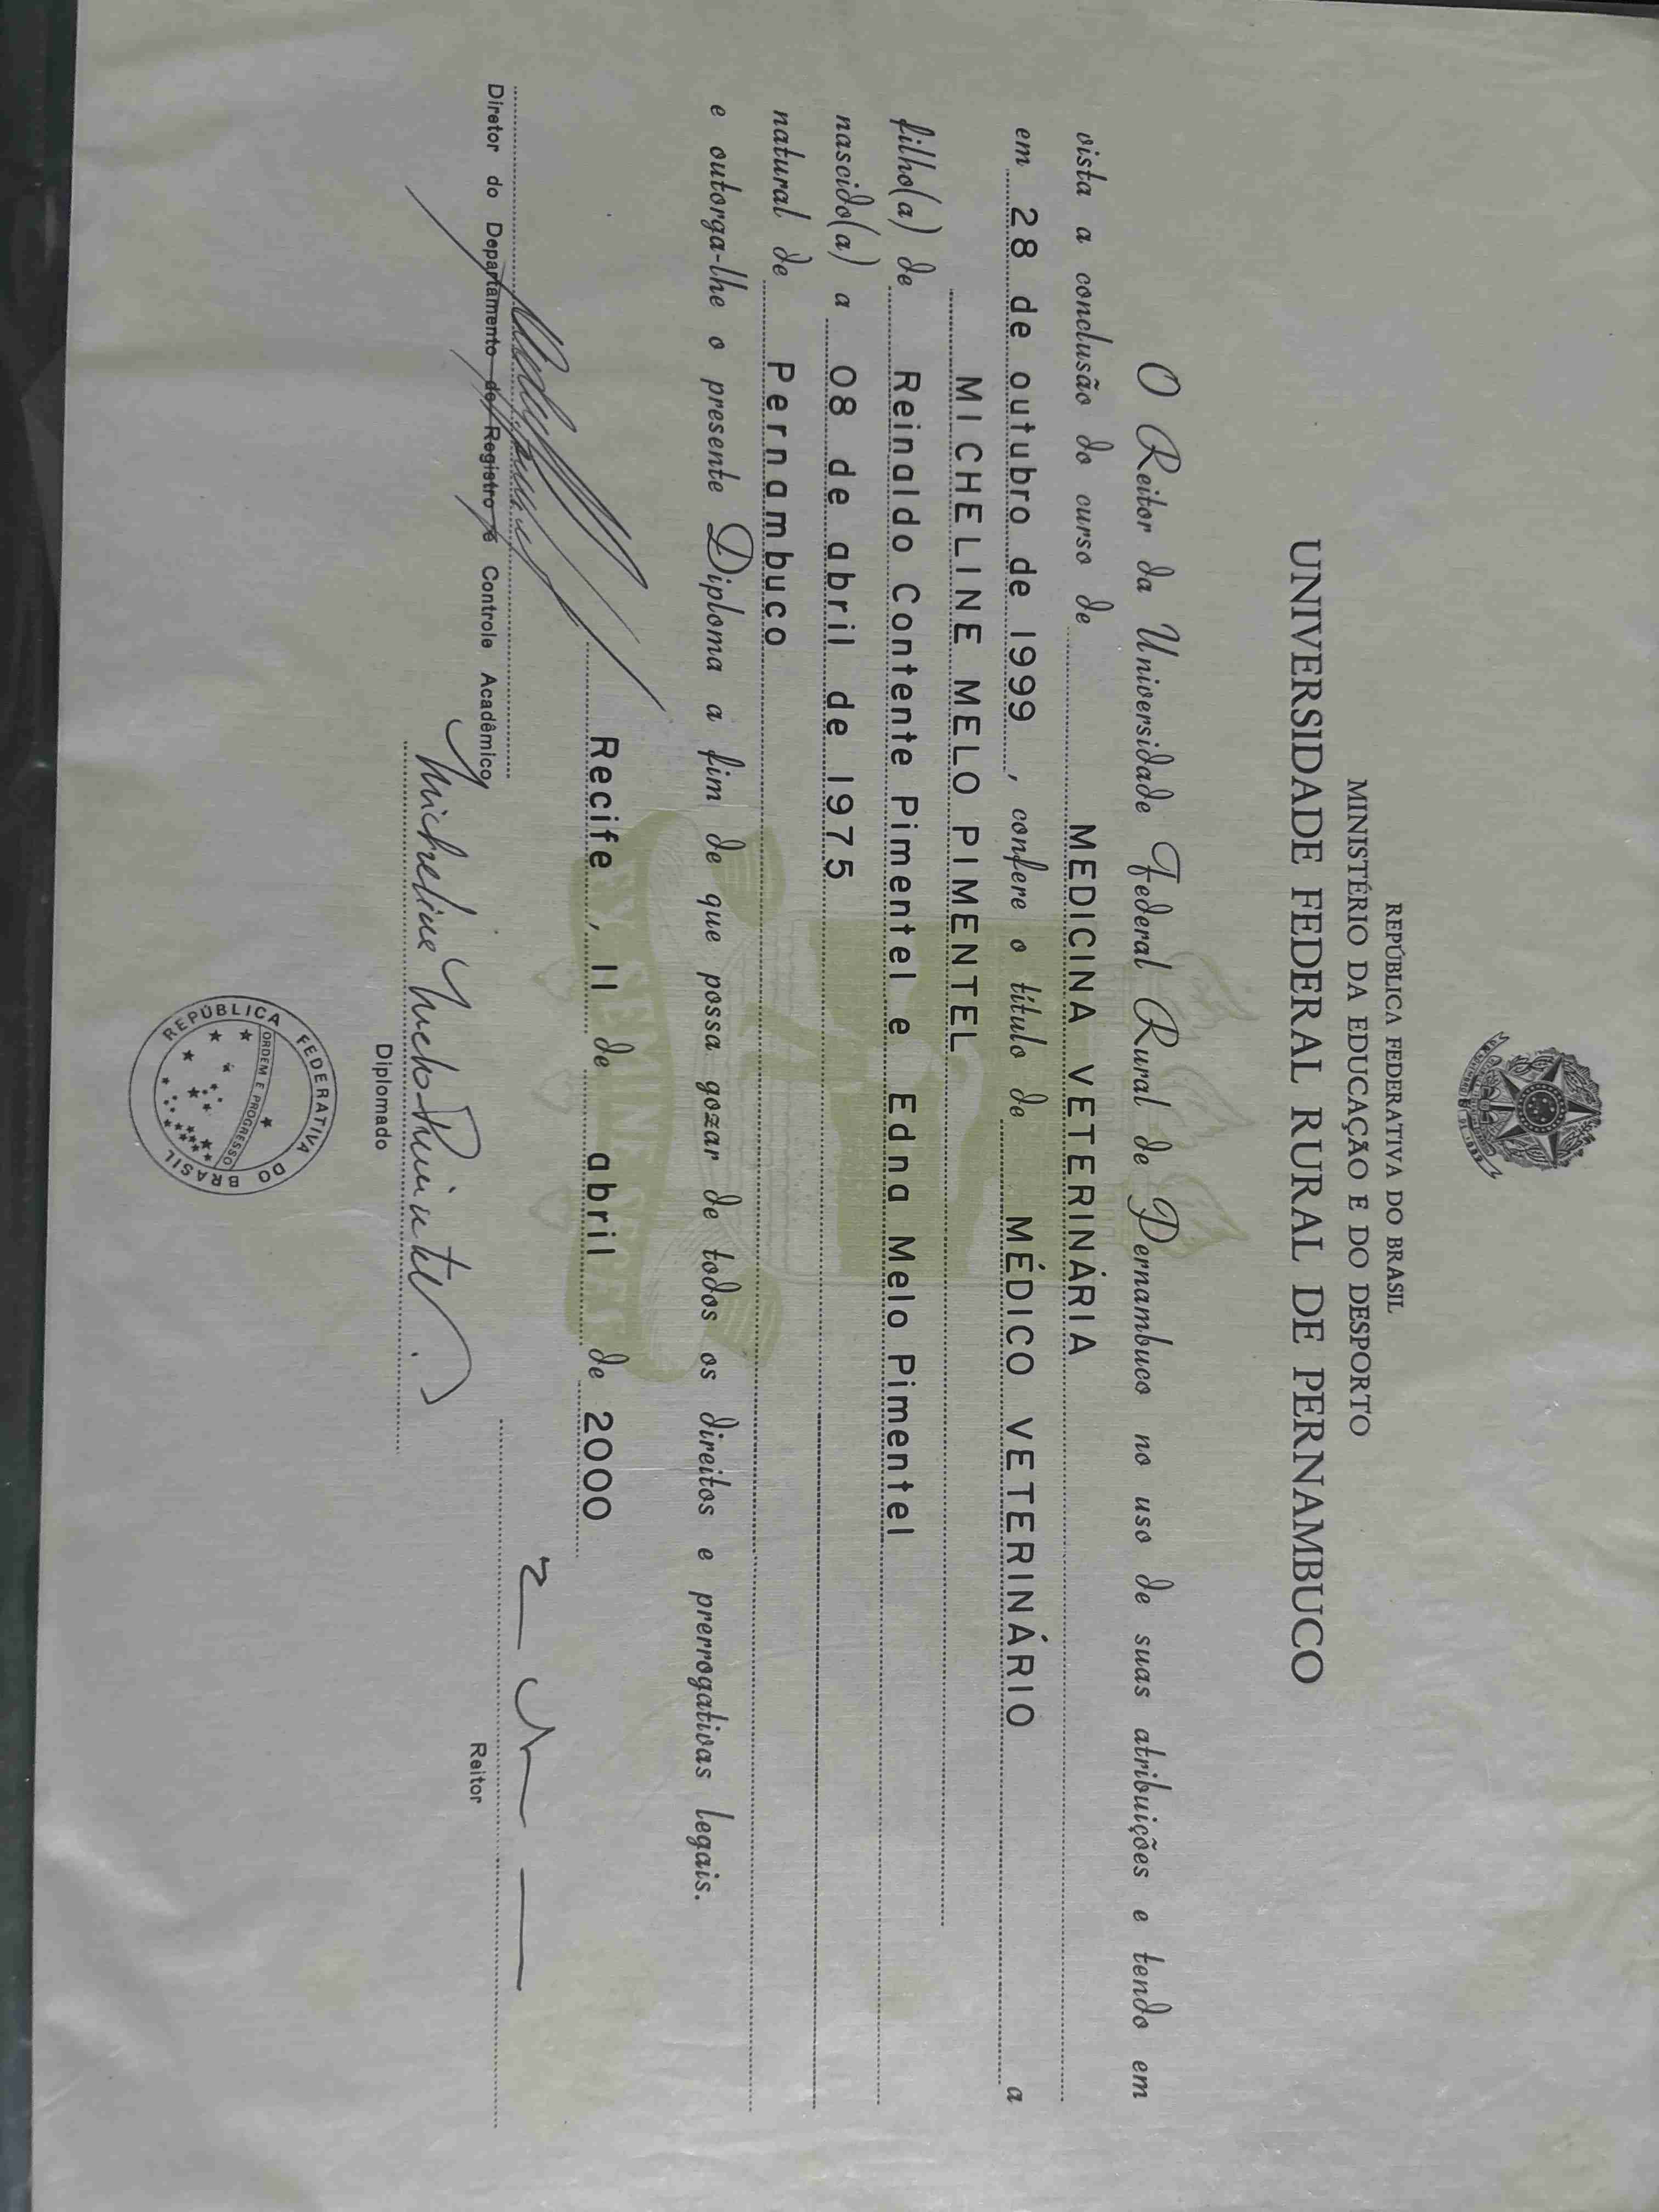 REPÚBLICA FEDERATIVA DO BRASIL
MINISTÉRIO DA EDUCAÇÃO E DO DESPORTO
UNIVERSIDADE FEDERAL RURAL DE PERNAMBUCO
O Reitor da Universidade Federal Rural de Pernambuco no uso de suas atribuições e tendo em
vista a conclusão do curso de MEDICINA VETERINÁRIA
em 28 de outubro de 1999, confere o título de MÉDICO VETERINÁRIO a
MICHELINE MELO PIMENTEL
filho(a) de Reinaldo Contente Pimentel e Edna Melo Pimentel
nascido(a) a 08 de abril de 1975
natural de Pernambuco
e outorga-lhe o presente Diploma a fim de que possa gozar de todos os direitos e prerrogativas legais.
Recife, 11 de abril de 2000
Diretor do Departamento de Registro e Controle Acadêmico
Reitor
Micheline Melo Pimentel
Diplomado
REPÚBLICA FEDERATIVA DO BRASIL
ORDEM E PROGRESSO